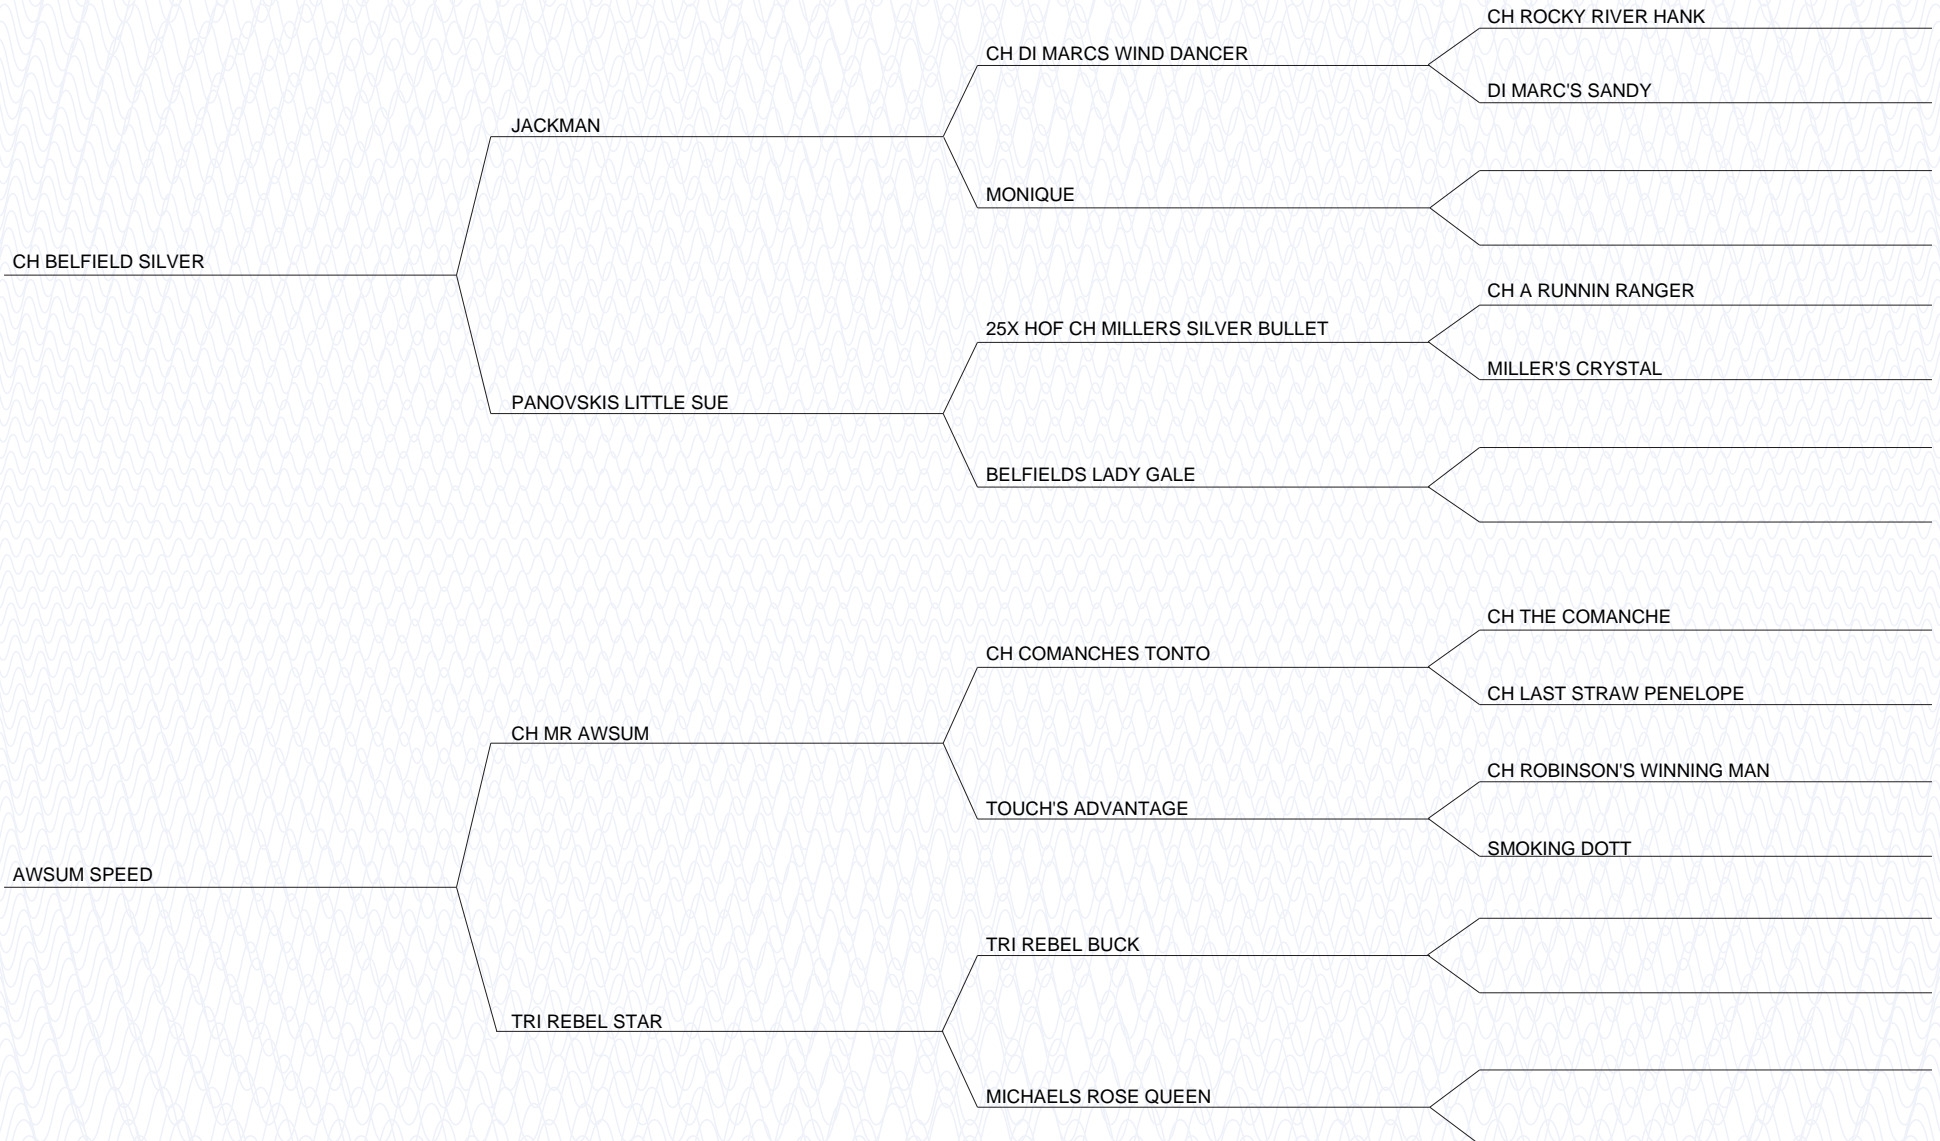 CH ROCKY RIVER HANK
CH DI MARCS WIND DANCER
DI MARC'S SANDY
JACKMAN
MONIQUE
CH BELFIELD SILVER
CH A RUNNIN RANGER
25X HOF CH MILLERS SILVER BULLET
MILLER'S CRYSTAL
PANOVSKIS LITTLE SUE
BELFIELDS LADY GALE
CH THE COMANCHE
CH COMANCHES TONTO
CH LAST STRAW PENELOPE
CH MR AWSUM
CH ROBINSON'S WINNING MAN
TOUCH'S ADVANTAGE
SMOKING DOTT
AWSUM SPEED
TRI REBEL BUCK
TRI REBEL STAR
MICHAELS ROSE QUEEN